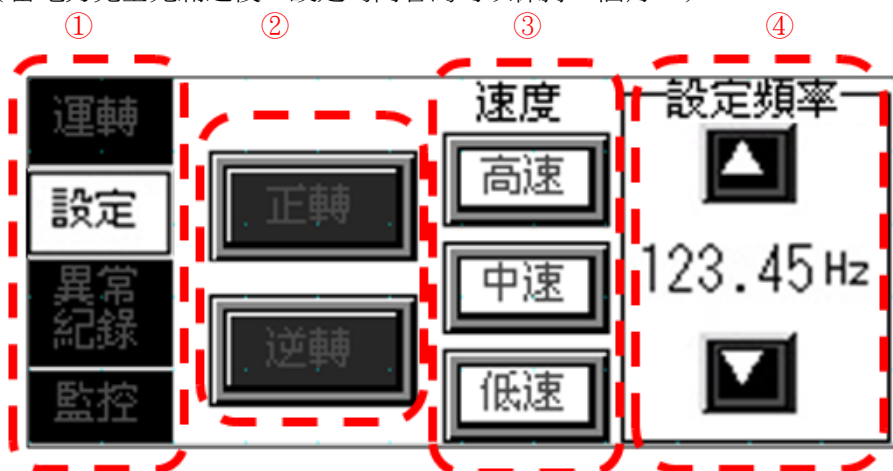 ①
②
③
④
運轉
設定
異常
紀錄
監控
正轉
逆轉
速度
高速
中速
低速
設定頻率
123.45 Hz